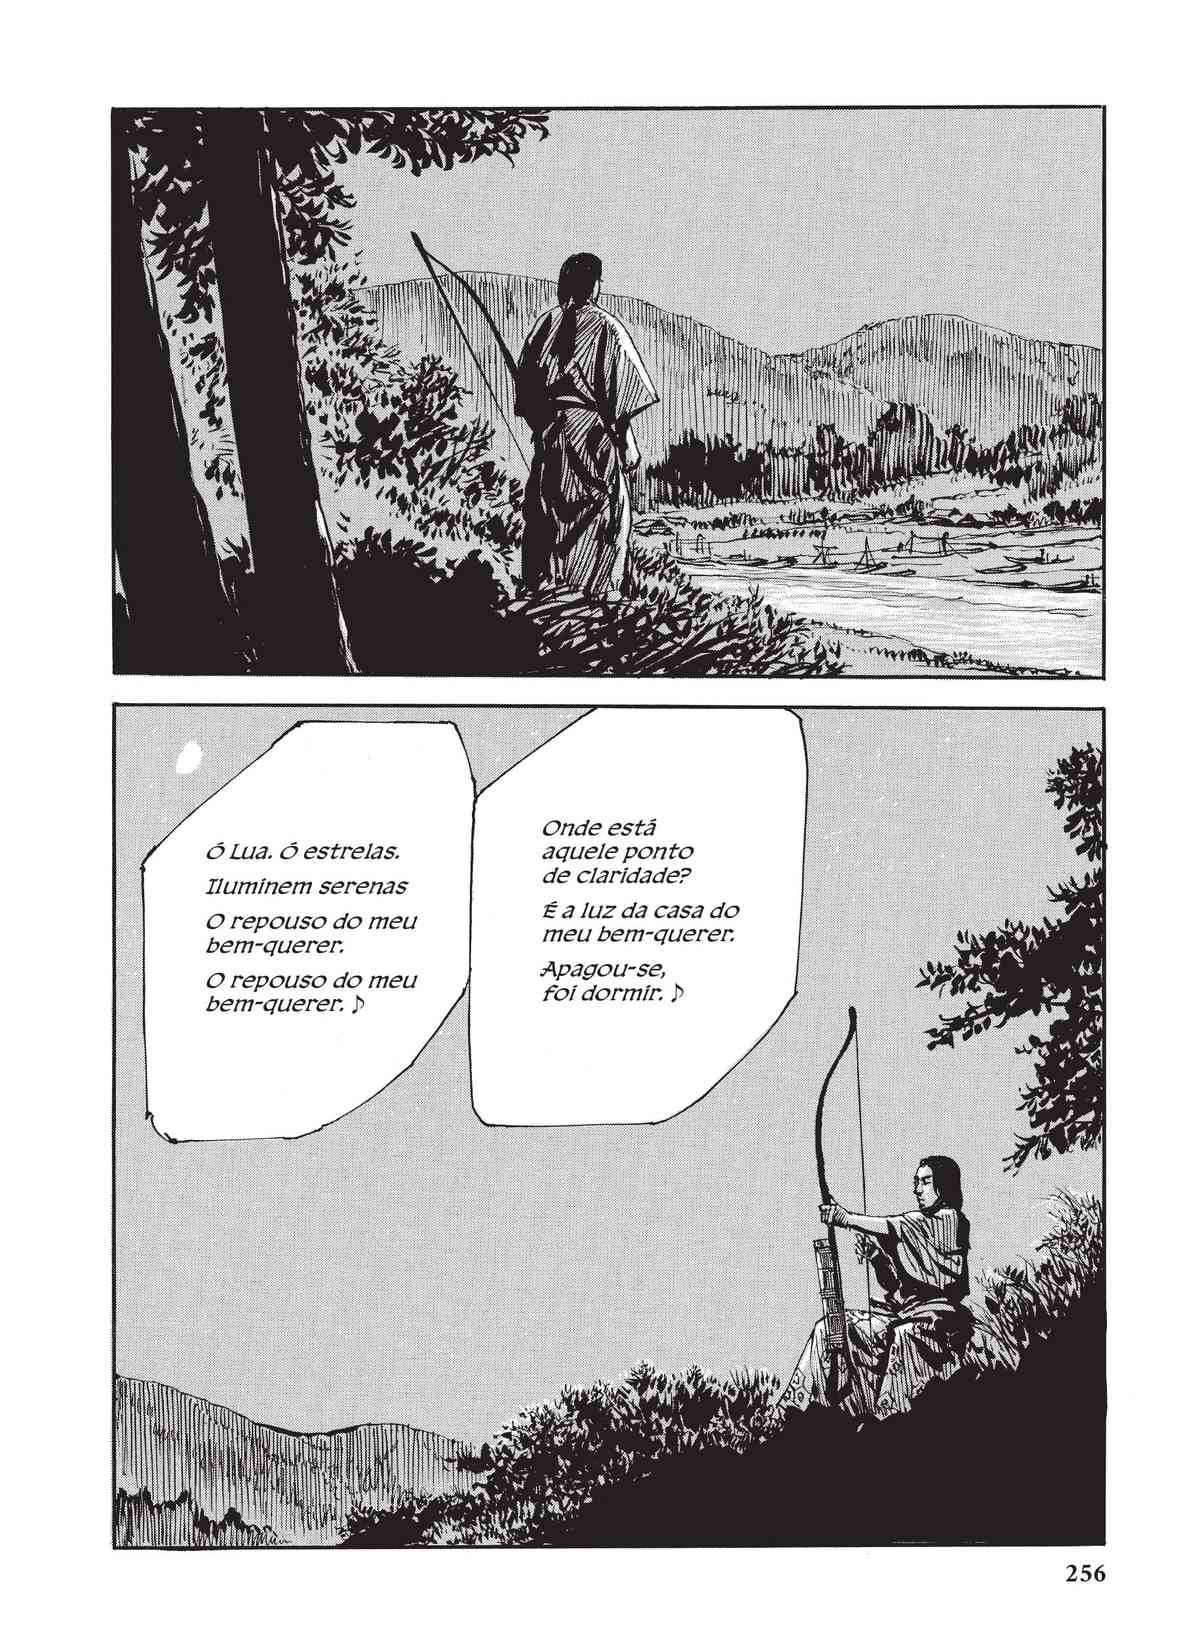 Onde está
aquele ponto
de claridade?
É a luz da casa do
meu bem-querer.
Apagou-se,
foi dormir. ♪
Ó Lua. Ó estrelas.
Iluminem serenas
O repouso do meu
bem-querer.
O repouso do meu
bem-querer. ♪
256